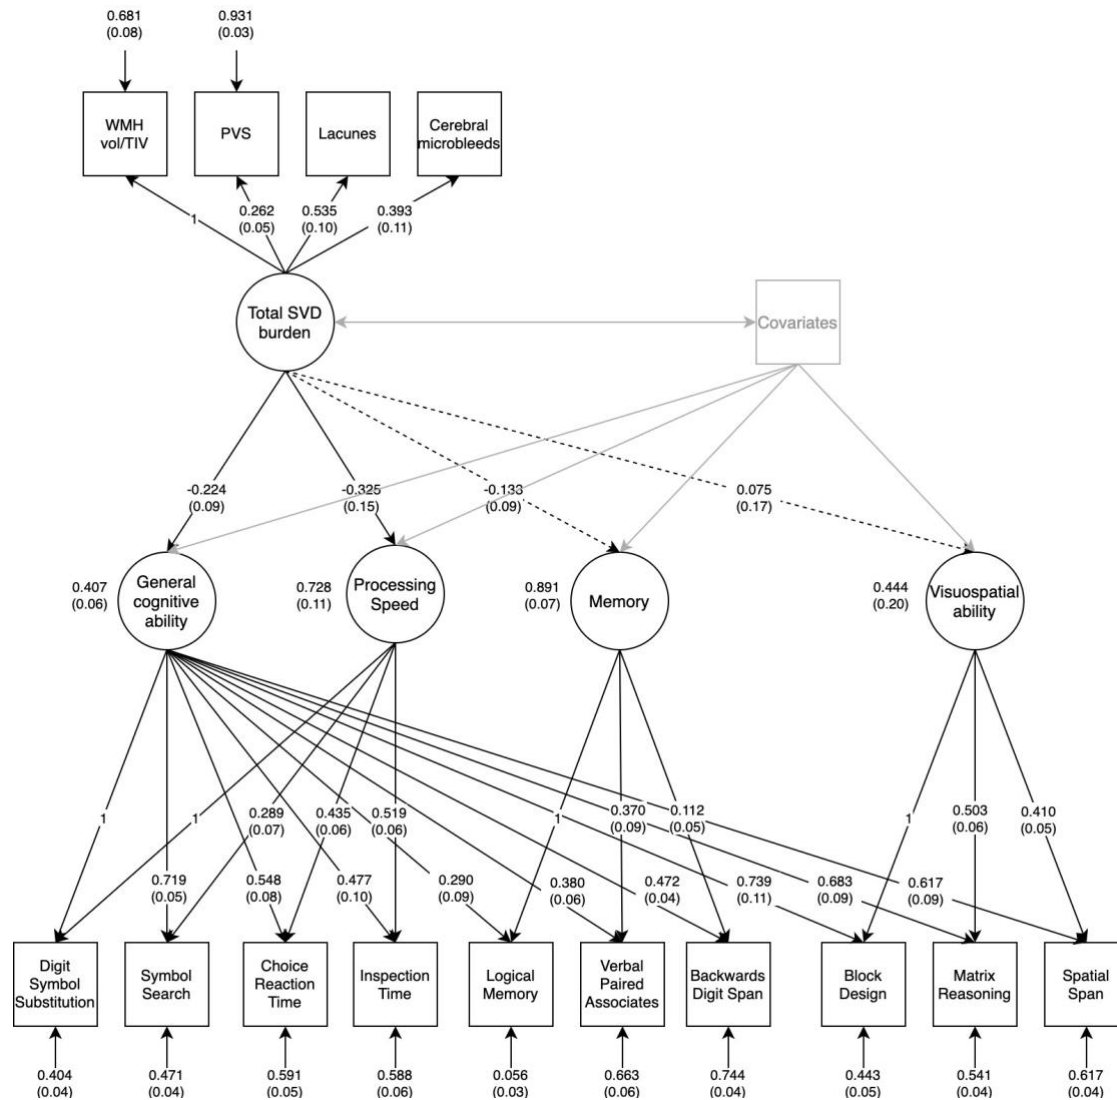 0.681
(0.08)
0.931
(0.03)
WMH
vol/TIV
PVS
Lacunes
Cerebral
microbleeds
1
0.262
(0.05)
0.535
(0.10)
0.393
(0.11)
Total SVD
burden
Covariates
-0.224
(0.09)
-0.325
(0.15)
-0.133
(0.09)
0.075
(0.17)
0.407
(0.06)
General
cognitive
ability
0.728
(0.11)
Processing
Speed
0.891
(0.07)
Memory
0.444
(0.20)
Visuospatial
ability
1
1
0.289
(0.07)
0.435
(0.06)
0.519
(0.06)
1
0.370
(0.09)
0.112
(0.05)
1
0.503
(0.06)
0.410
(0.05)
0.719
(0.05)
0.548
(0.08)
0.477
(0.10)
0.290
(0.09)
0.380
(0.06)
0.472
(0.04)
0.739
(0.11)
0.683
(0.09)
0.617
(0.09)
Digit
Symbol
Substitution
Symbol
Search
Choice
Reaction
Time
Inspection
Time
Logical
Memory
Verbal
Paired
Associates
Backwards
Digit Span
Block
Design
Matrix
Reasoning
Spatial
Span
0.404
(0.04)
0.471
(0.04)
0.591
(0.05)
0.588
(0.06)
0.056
(0.03)
0.663
(0.06)
0.744
(0.04)
0.443
(0.05)
0.541
(0.04)
0.617
(0.04)